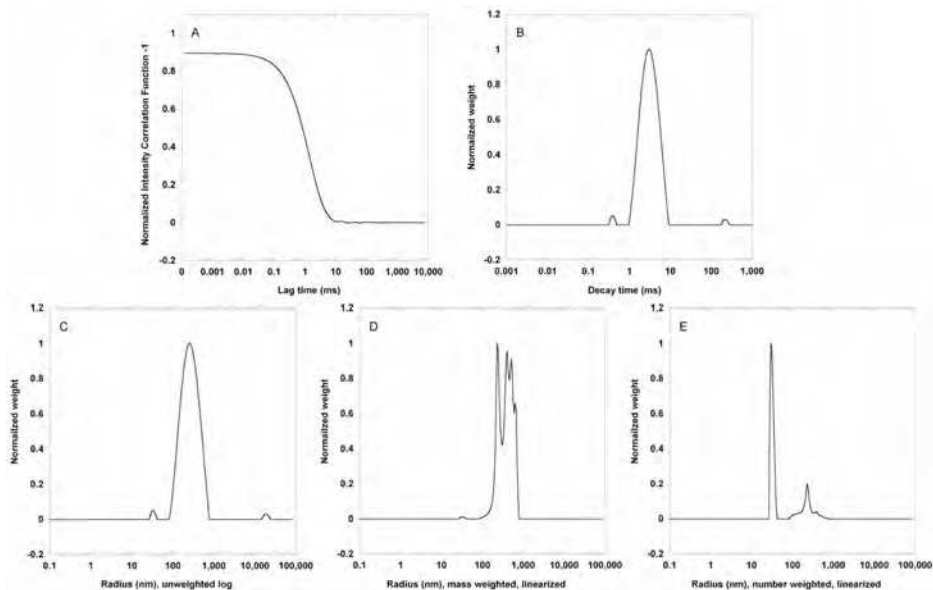 A
Normalized Intensity Correlation Function -1
1
0.8
0.6
0.4
0.2
0
-0.2
0 0.001 0.01 0.1 1 10 100 1,000 10,000
Lag time (ms)
B
Normalized weight
1.2
1
0.8
0.6
0.4
0.2
0
-0.2
0.001 0.01 0.1 1 10 100 1,000
Decay time (ms)
C
Normalized weight
1.2
1
0.8
0.6
0.4
0.2
0
-0.2
0.1 1 10 100 1,000 10,000 100,000
Radius (nm), unweighted log
D
Normalized weight
1.2
1
0.8
0.6
0.4
0.2
0
-0.2
0.1 1 10 100 1,000 10,000 100,000
Radius (nm), mass weighted, linearized
E
Normalized weight
1.2
1
0.8
0.6
0.4
0.2
0
-0.2
0.1 1 10 100 1,000 10,000 100,000
Radius (nm), number weighted, linearized